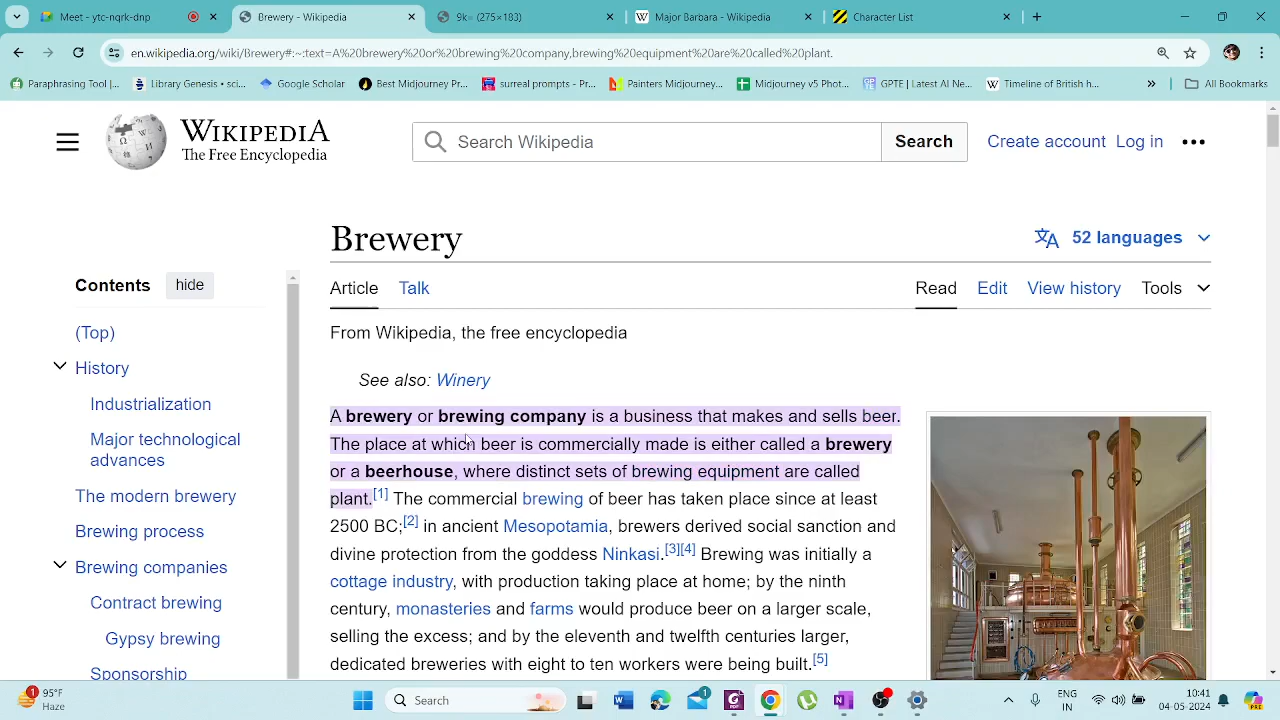 Meet - ytc-nqrk-dnp
Brewery - Wikipedia
9k= (275×183)
Major Barbara - Wikipedia
Character List
en.wikipedia.org/wiki/Brewery#:~:text=A%20brewery%20or%20brewing%20company,brewing%20equipment%20are%20called%20plant.
Paraphrasing Tool |...
Library Genesis • sci...
Google Scholar
Best Midjourney Pr...
surreal prompts - Pr...
Painters Midjourney...
Midjourney v5 Phot...
GPTE | Latest AI Ne...
Timeline of British h...
»
All Bookmarks
WIKIPEDIA
The Free Encyclopedia
Search Wikipedia
Search
Create account Log in
Brewery
52 languages
Contents hide
Article Talk
Read Edit View history Tools
(Top)
History
Industrialization
Major technological
advances
The modern brewery
Brewing process
Brewing companies
Contract brewing
Gypsy brewing
Sponsorship
From Wikipedia, the free encyclopedia
See also: Winery
A brewery or brewing company is a business that makes and sells beer.
The place at which beer is commercially made is either called a brewery
or a beerhouse, where distinct sets of brewing equipment are called
plant.[1] The commercial brewing of beer has taken place since at least
2500 BC;[2] in ancient Mesopotamia, brewers derived social sanction and
divine protection from the goddess Ninkasi.[3][4] Brewing was initially a
cottage industry, with production taking place at home; by the ninth
century, monasteries and farms would produce beer on a larger scale,
selling the excess; and by the eleventh and twelfth centuries larger,
dedicated breweries with eight to ten workers were being built.[5]
1
95°F
Haze
Search
1
ENG
IN
10:41
04-05-2024